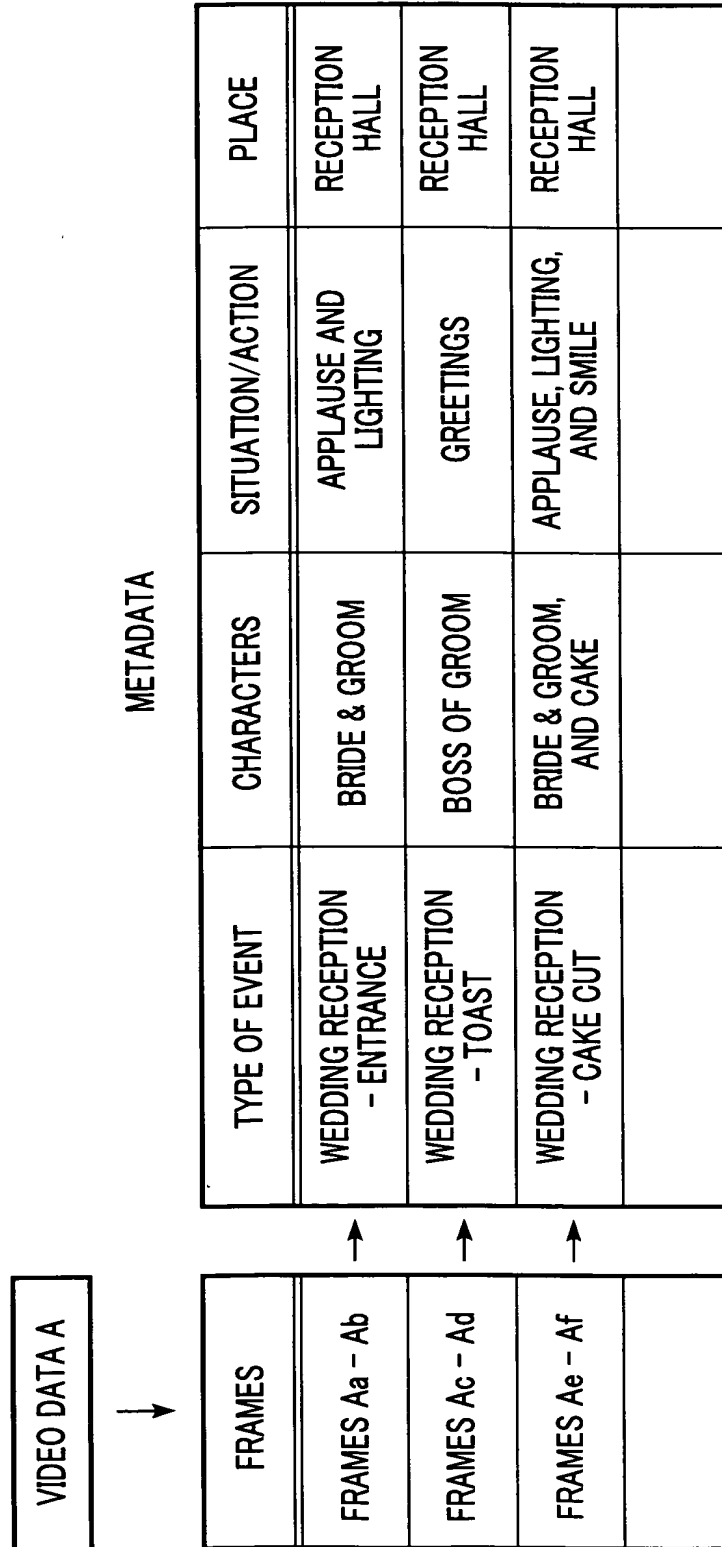 VIDEO DATA A
METADATA
FRAMES
TYPE OF EVENT
CHARACTERS
SITUATION/ACTION
PLACE
FRAMES Aa – Ab
WEDDING RECEPTION
– ENTRANCE
BRIDE & GROOM
APPLAUSE AND
LIGHTING
RECEPTION
HALL
FRAMES Ac – Ad
WEDDING RECEPTION
– TOAST
BOSS OF GROOM
GREETINGS
RECEPTION
HALL
FRAMES Ae – Af
WEDDING RECEPTION
– CAKE CUT
BRIDE & GROOM,
AND CAKE
APPLAUSE, LIGHTING,
AND SMILE
RECEPTION
HALL